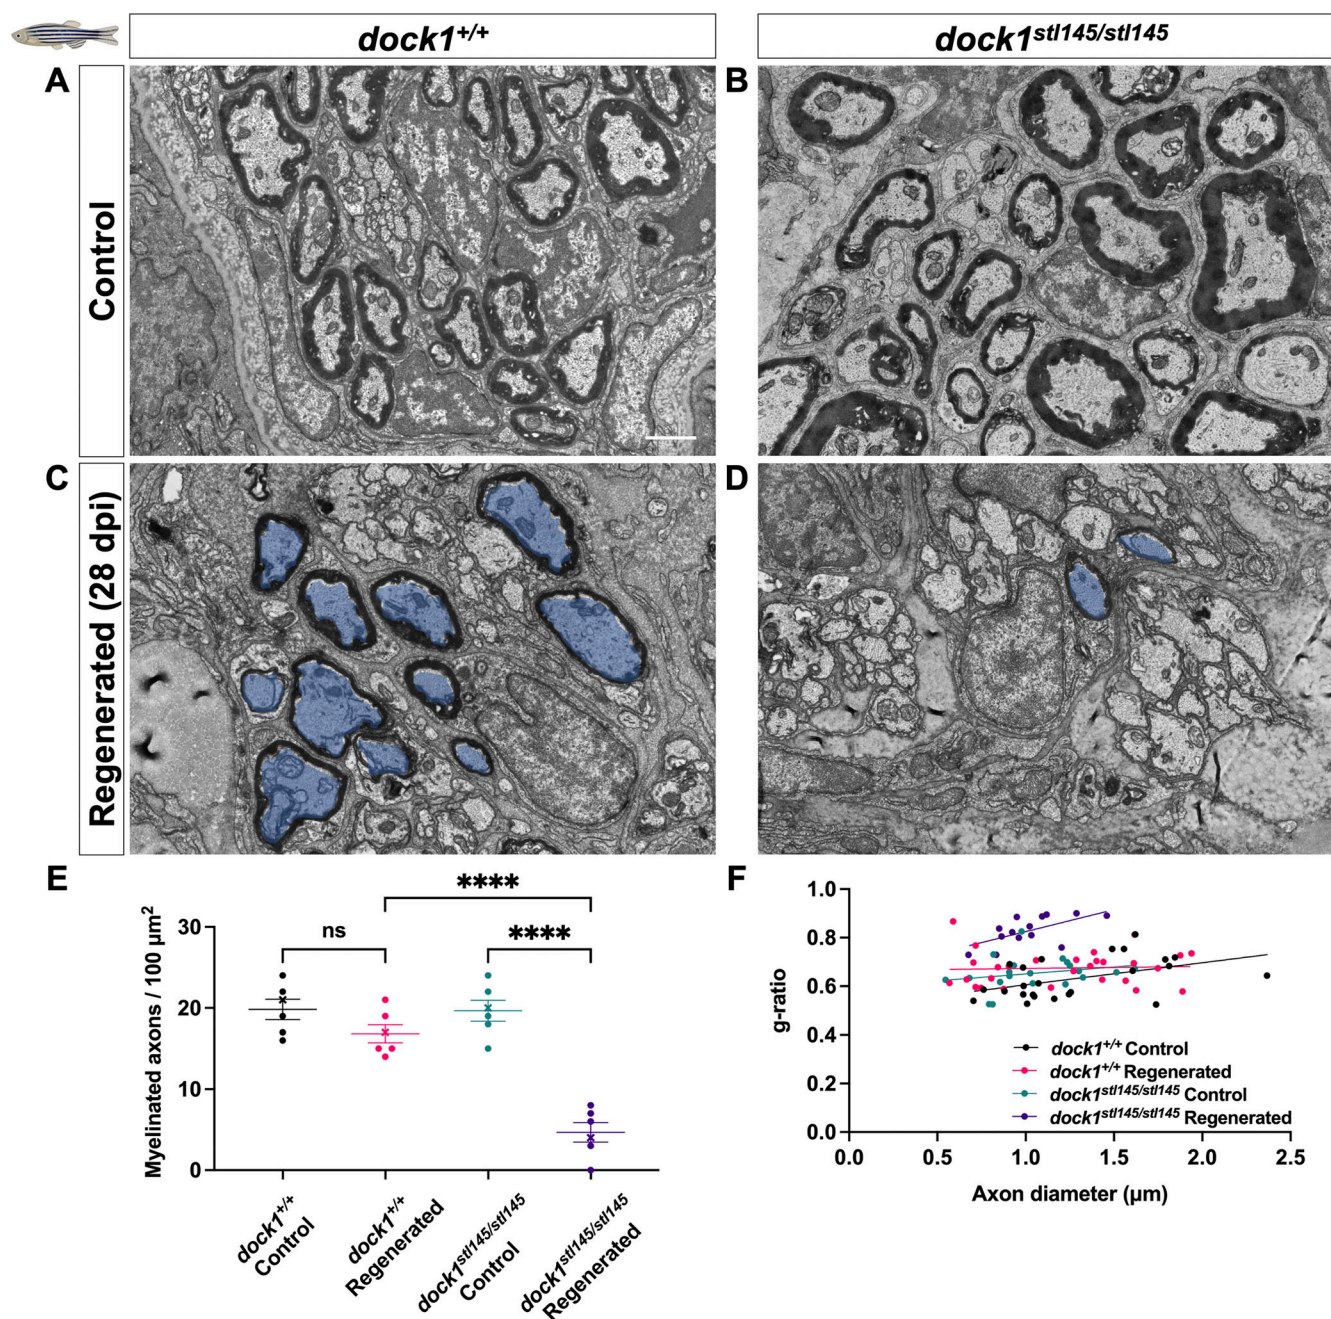 dock1+/+
dock1stl145/stl145
A
B
Control
C
D
Regenerated (28 dpi)
E
F
Myelinated axons / 100 µm2
30
20
10
0
ns
****
****
dock1+/+
Control
dock1+/+
Regenerated
dock1stl145/stl145
Control
dock1stl145/stl145
Regenerated
g-ratio
1.0
0.8
0.6
0.4
0.2
0.0
dock1+/+ Control
dock1+/+ Regenerated
dock1stl145/stl145 Control
dock1stl145/stl145 Regenerated
0.0
0.5
1.0
1.5
2.0
2.5
Axon diameter (µm)